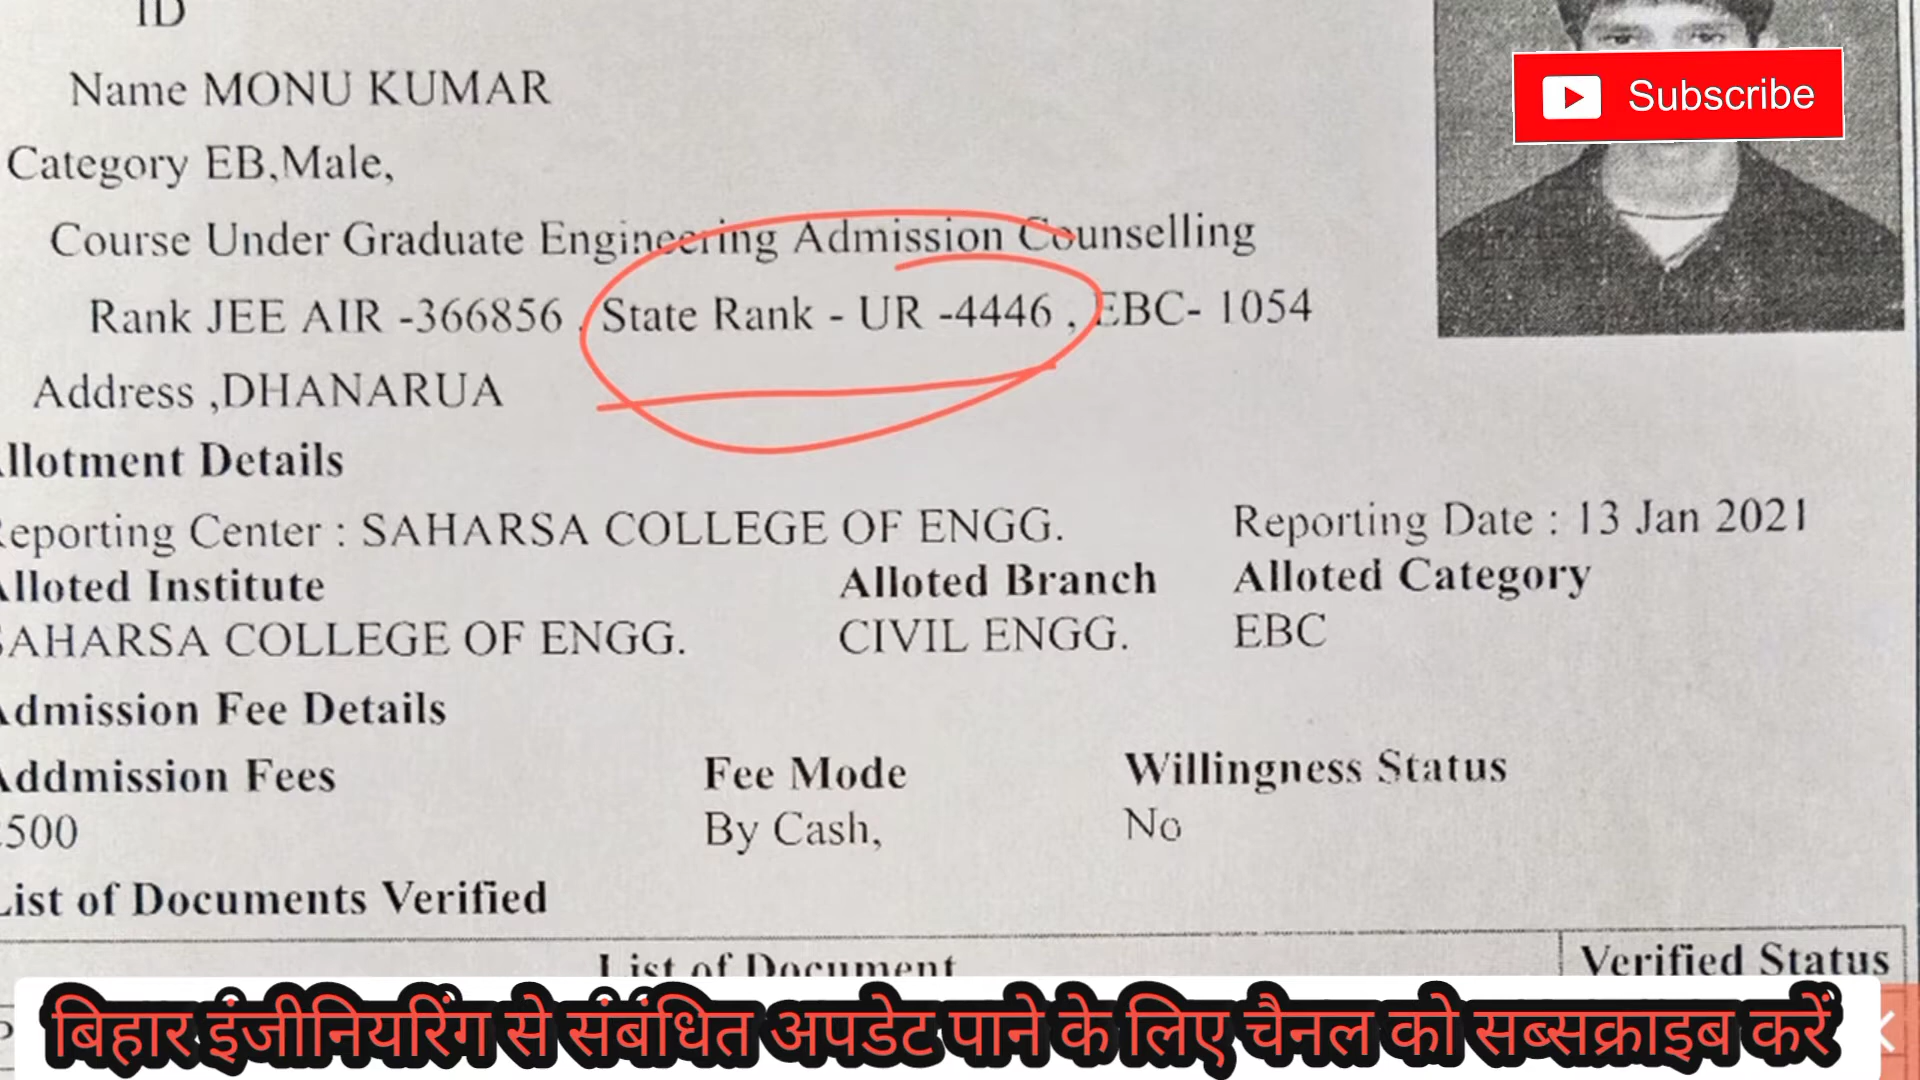 ID
Subscribe
Name MONU KUMAR
Category EB,Male,
Course Under Graduate Engineering Admission Counselling
Rank JEE AIR -366856 , State Rank - UR -4446 , EBC- 1054
Address ,DHANARUA
llotment Details
eporting Center : SAHARSA COLLEGE OF ENGG. Reporting Date : 13 Jan 2021
lloted Institute Alloted Branch Alloted Category
SAHARSA COLLEGE OF ENGG. CIVIL ENGG. EBC
Admission Fee Details
Addmission Fees Fee Mode Willingness Status
500 By Cash, No
List of Documents Verified
List of Document Verified Status
बिहार इंजीनियरिंग से संबंधित अपडेट पाने के लिए चैनल को सब्सक्राइब करें